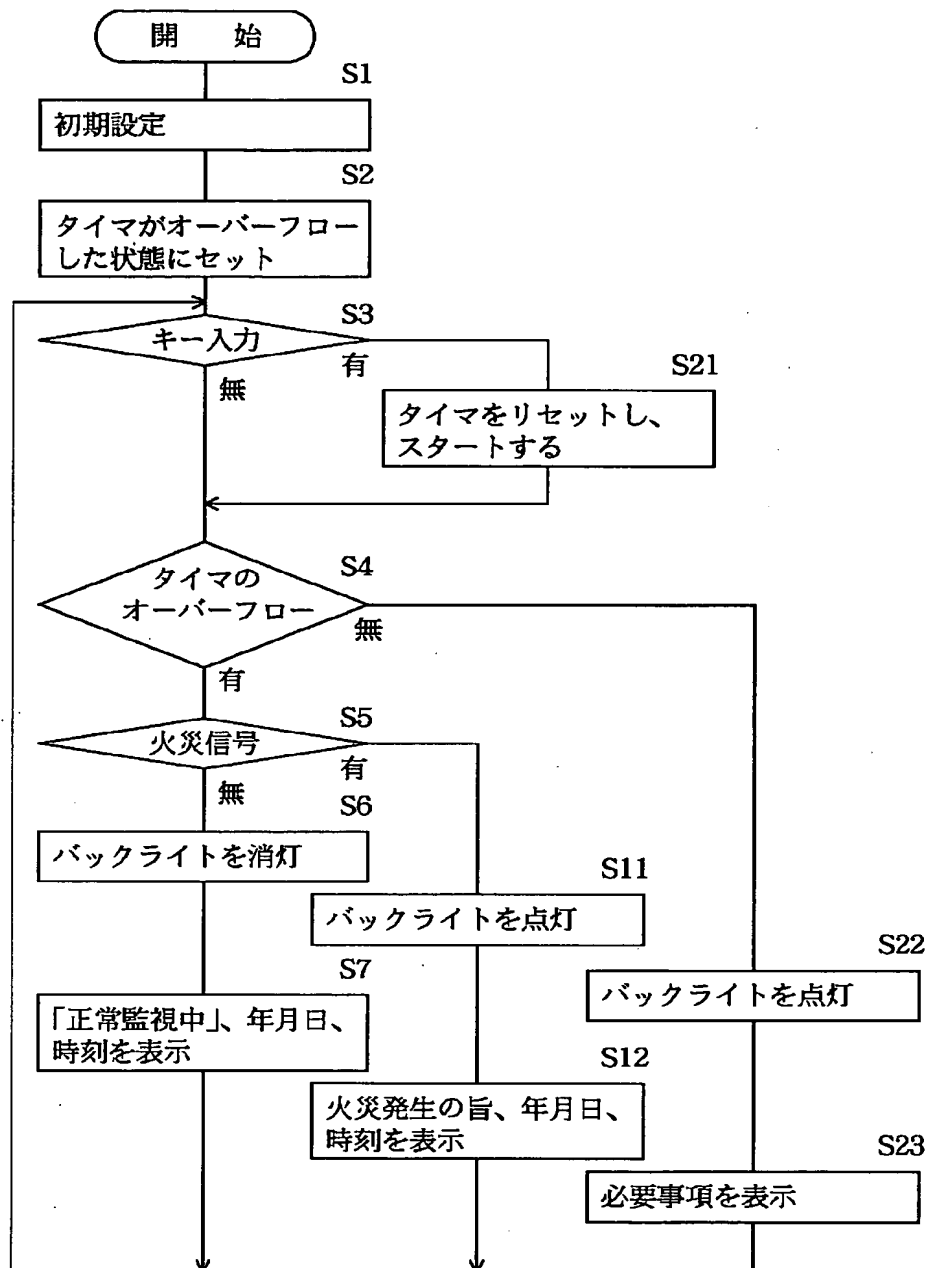 開 始
S1
初期設定
S2
タイマがオーバーフロー
した状態にセット
S3
キー入力
有
無
S21
タイマをリセットし、
スタートする
S4
タイマの
オーバーフロー
無
有
S5
火災信号
有
無
S6
バックライトを消灯
S11
バックライトを点灯
S22
バックライトを点灯
S7
「正常監視中」、年月日、
時刻を表示
S12
火災発生の旨、年月日、
時刻を表示
S23
必要事項を表示